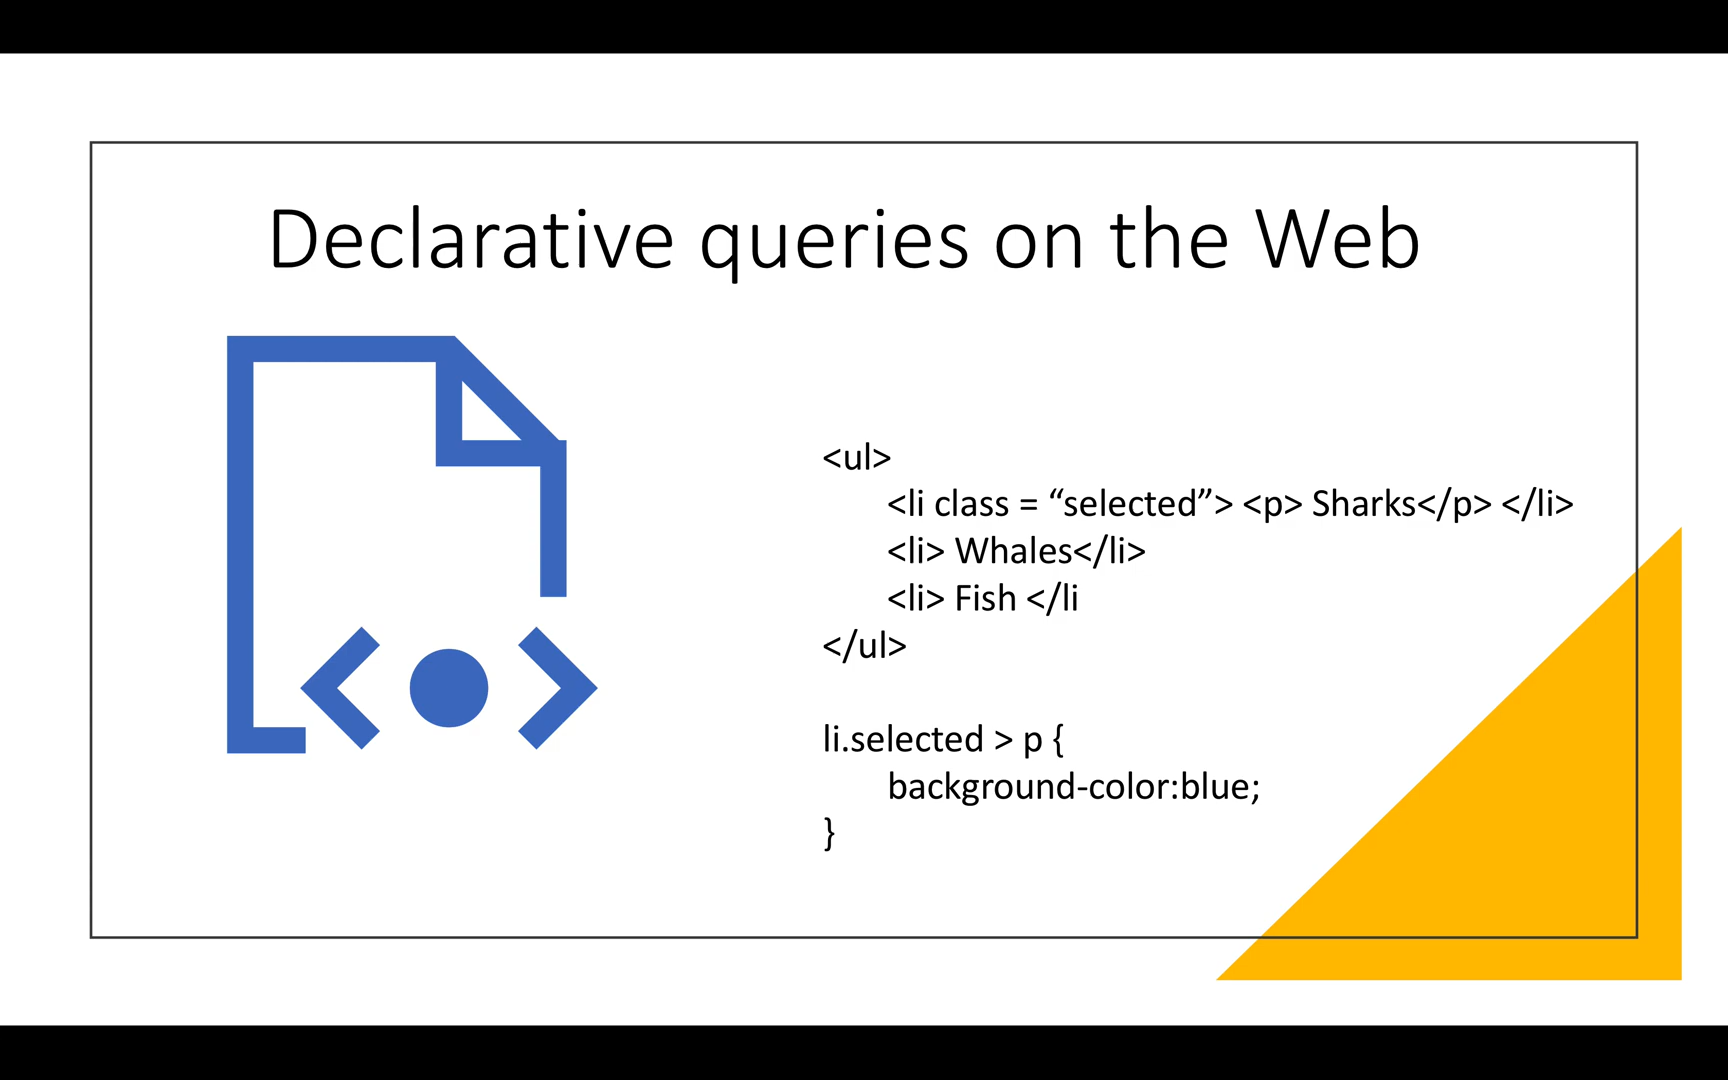 Declarative queries on the Web
<ul>
<li class = “selected”> <p> Sharks</p> </li>
<li> Whales</li>
<li> Fish </li
</ul>
li.selected > p {
background-color:blue;
}